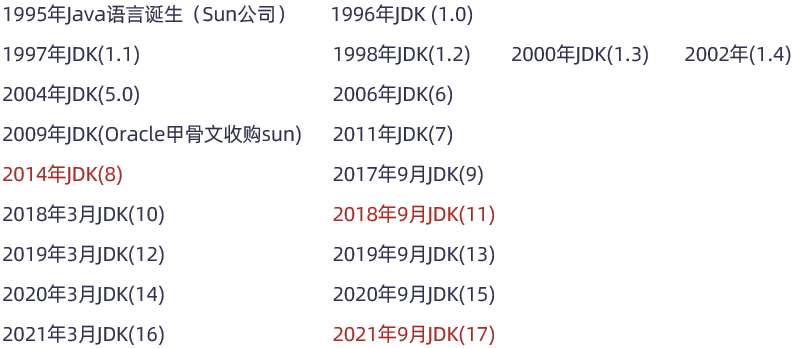 1995年Java语言诞生（Sun公司） 1996年JDK (1.0)
1997年JDK(1.1) 1998年JDK(1.2) 2000年JDK(1.3) 2002年(1.4)
2004年JDK(5.0) 2006年JDK(6)
2009年JDK(Oracle甲骨文收购sun) 2011年JDK(7)
2014年JDK(8) 2017年9月JDK(9)
2018年3月JDK(10) 2018年9月JDK(11)
2019年3月JDK(12) 2019年9月JDK(13)
2020年3月JDK(14) 2020年9月JDK(15)
2021年3月JDK(16) 2021年9月JDK(17)